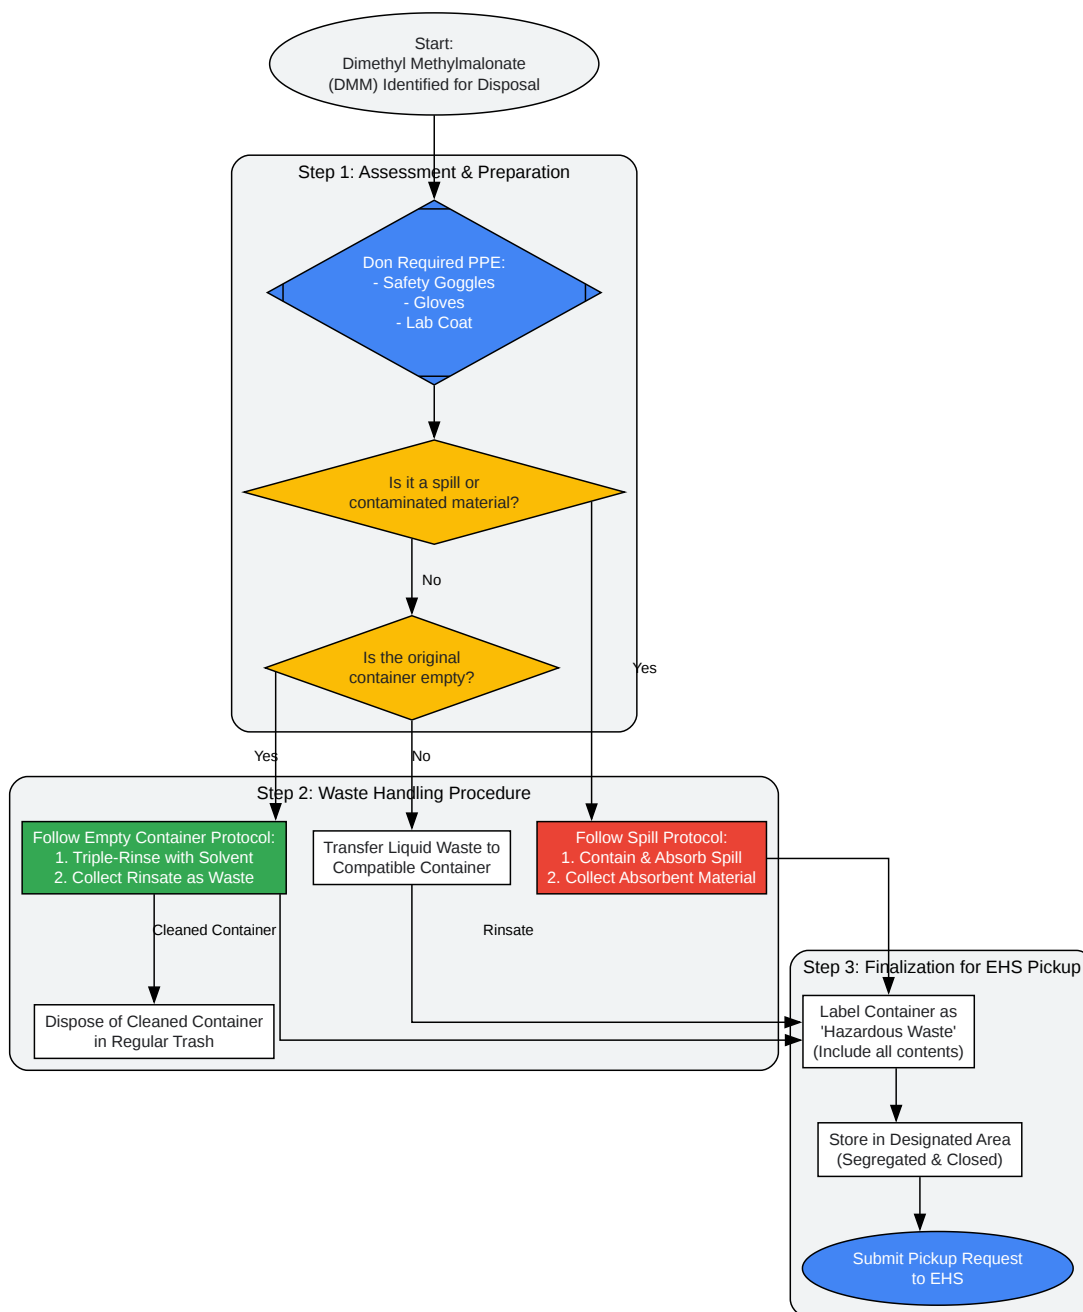 Start:
Dimethyl Methylmalonate
(DMM) Identified for Disposal
Step 1: Assessment & Preparation
Don Required PPE:
- Safety Goggles
- Gloves
- Lab Coat
Is it a spill or
contaminated material?
No
Is the original
container empty?
Yes
Yes
No
Step 2: Waste Handling Procedure
Follow Empty Container Protocol:
1. Triple-Rinse with Solvent
2. Collect Rinsate as Waste
Transfer Liquid Waste to
Compatible Container
Follow Spill Protocol:
1. Contain & Absorb Spill
2. Collect Absorbent Material
Cleaned Container
Rinsate
Step 3: Finalization for EHS Pickup
Dispose of Cleaned Container
in Regular Trash
Label Container as
'Hazardous Waste'
(Include all contents)
Store in Designated Area
(Segregated & Closed)
Submit Pickup Request
to EHS